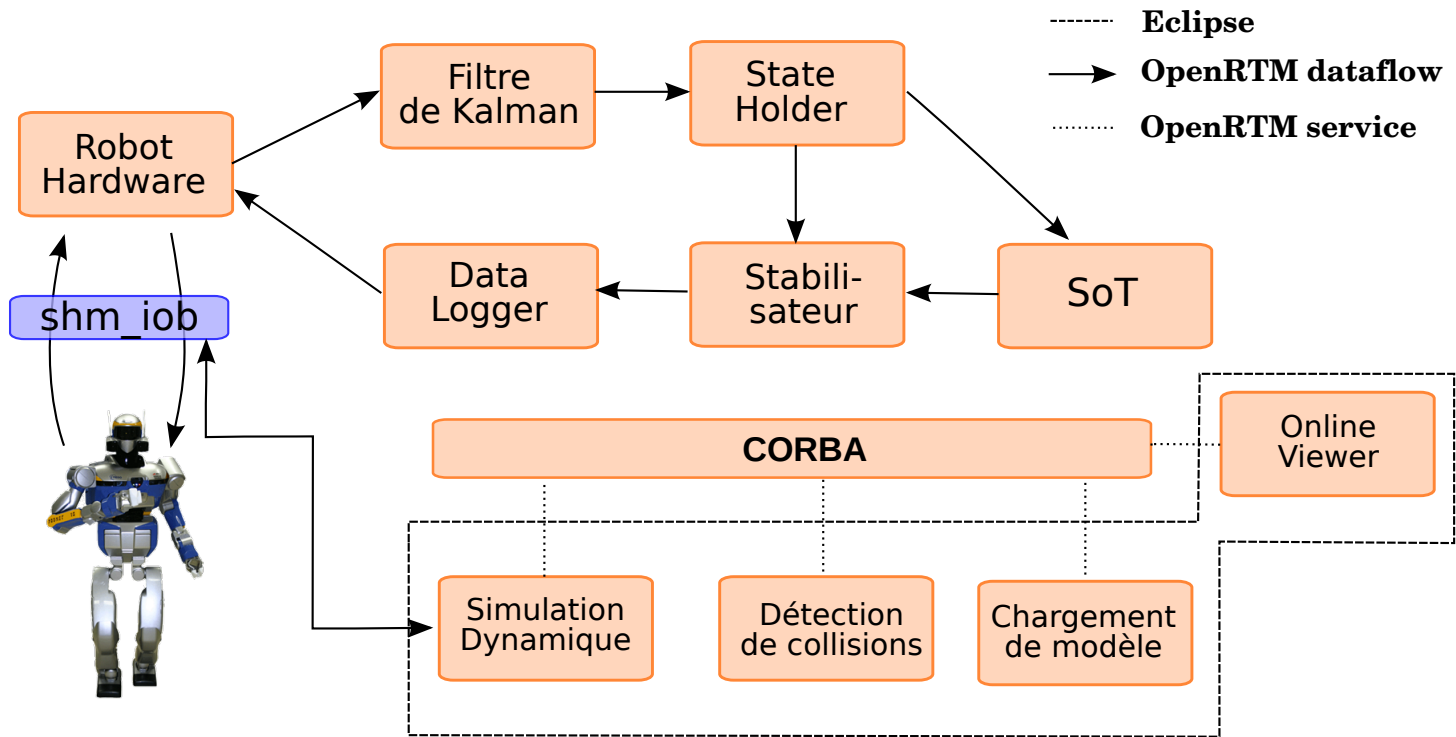 Eclipse
OpenRTM dataflow
OpenRTM service
Filtre
de Kalman
State
Holder
Robot
Hardware
Data
Logger
Stabili-
sateur
SoT
shm_iob
CORBA
Online
Viewer
Simulation
Dynamique
Détection
de collisions
Chargement
de modèle